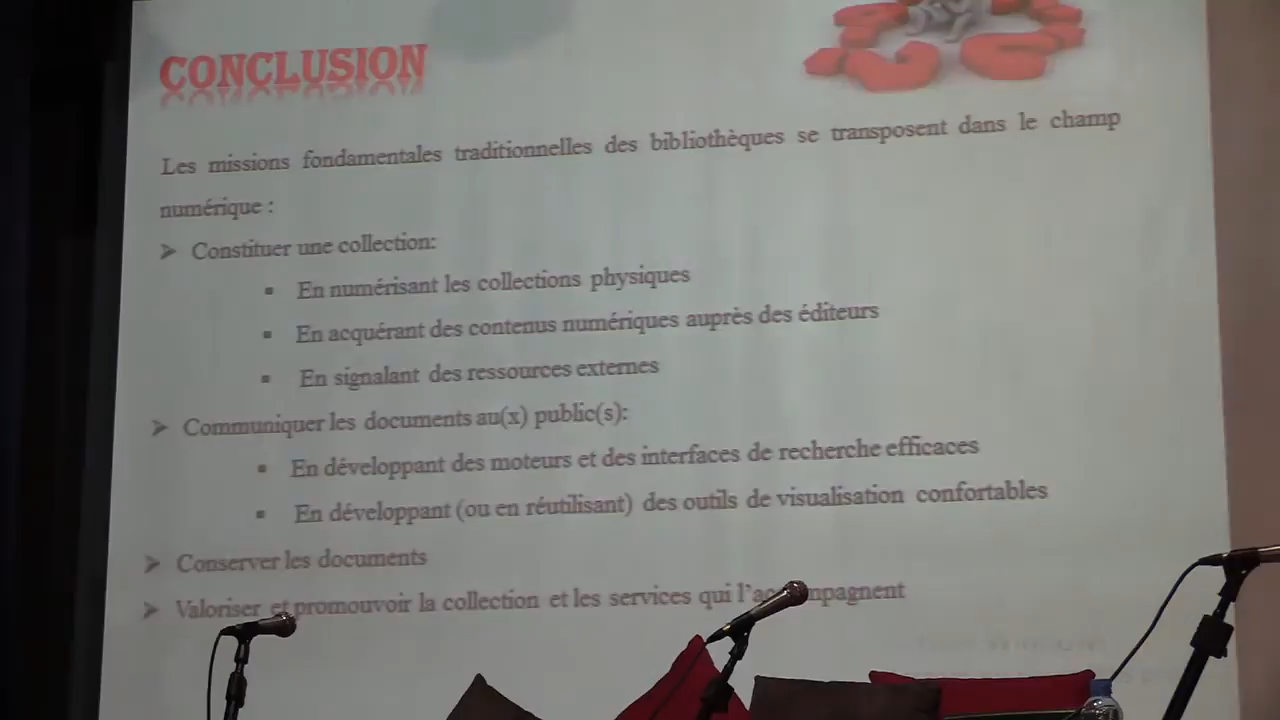 CONCLUSION
Les missions fondamentales traditionnelles des bibliothèques se transposent dans le champ
numérique :
➢ Constituer une collection:
▪ En numérisant les collections physiques
▪ En acquérant des contenus numériques auprès des éditeurs
▪ En signalant des ressources externes
➢ Communiquer les documents au(x) public(s):
▪ En développant des moteurs et des interfaces de recherche efficaces
▪ En développant (ou en réutilisant) des outils de visualisation confortables
➢ Conserver les documents
➢ Valoriser et promouvoir la collection et les services qui l’accompagnent